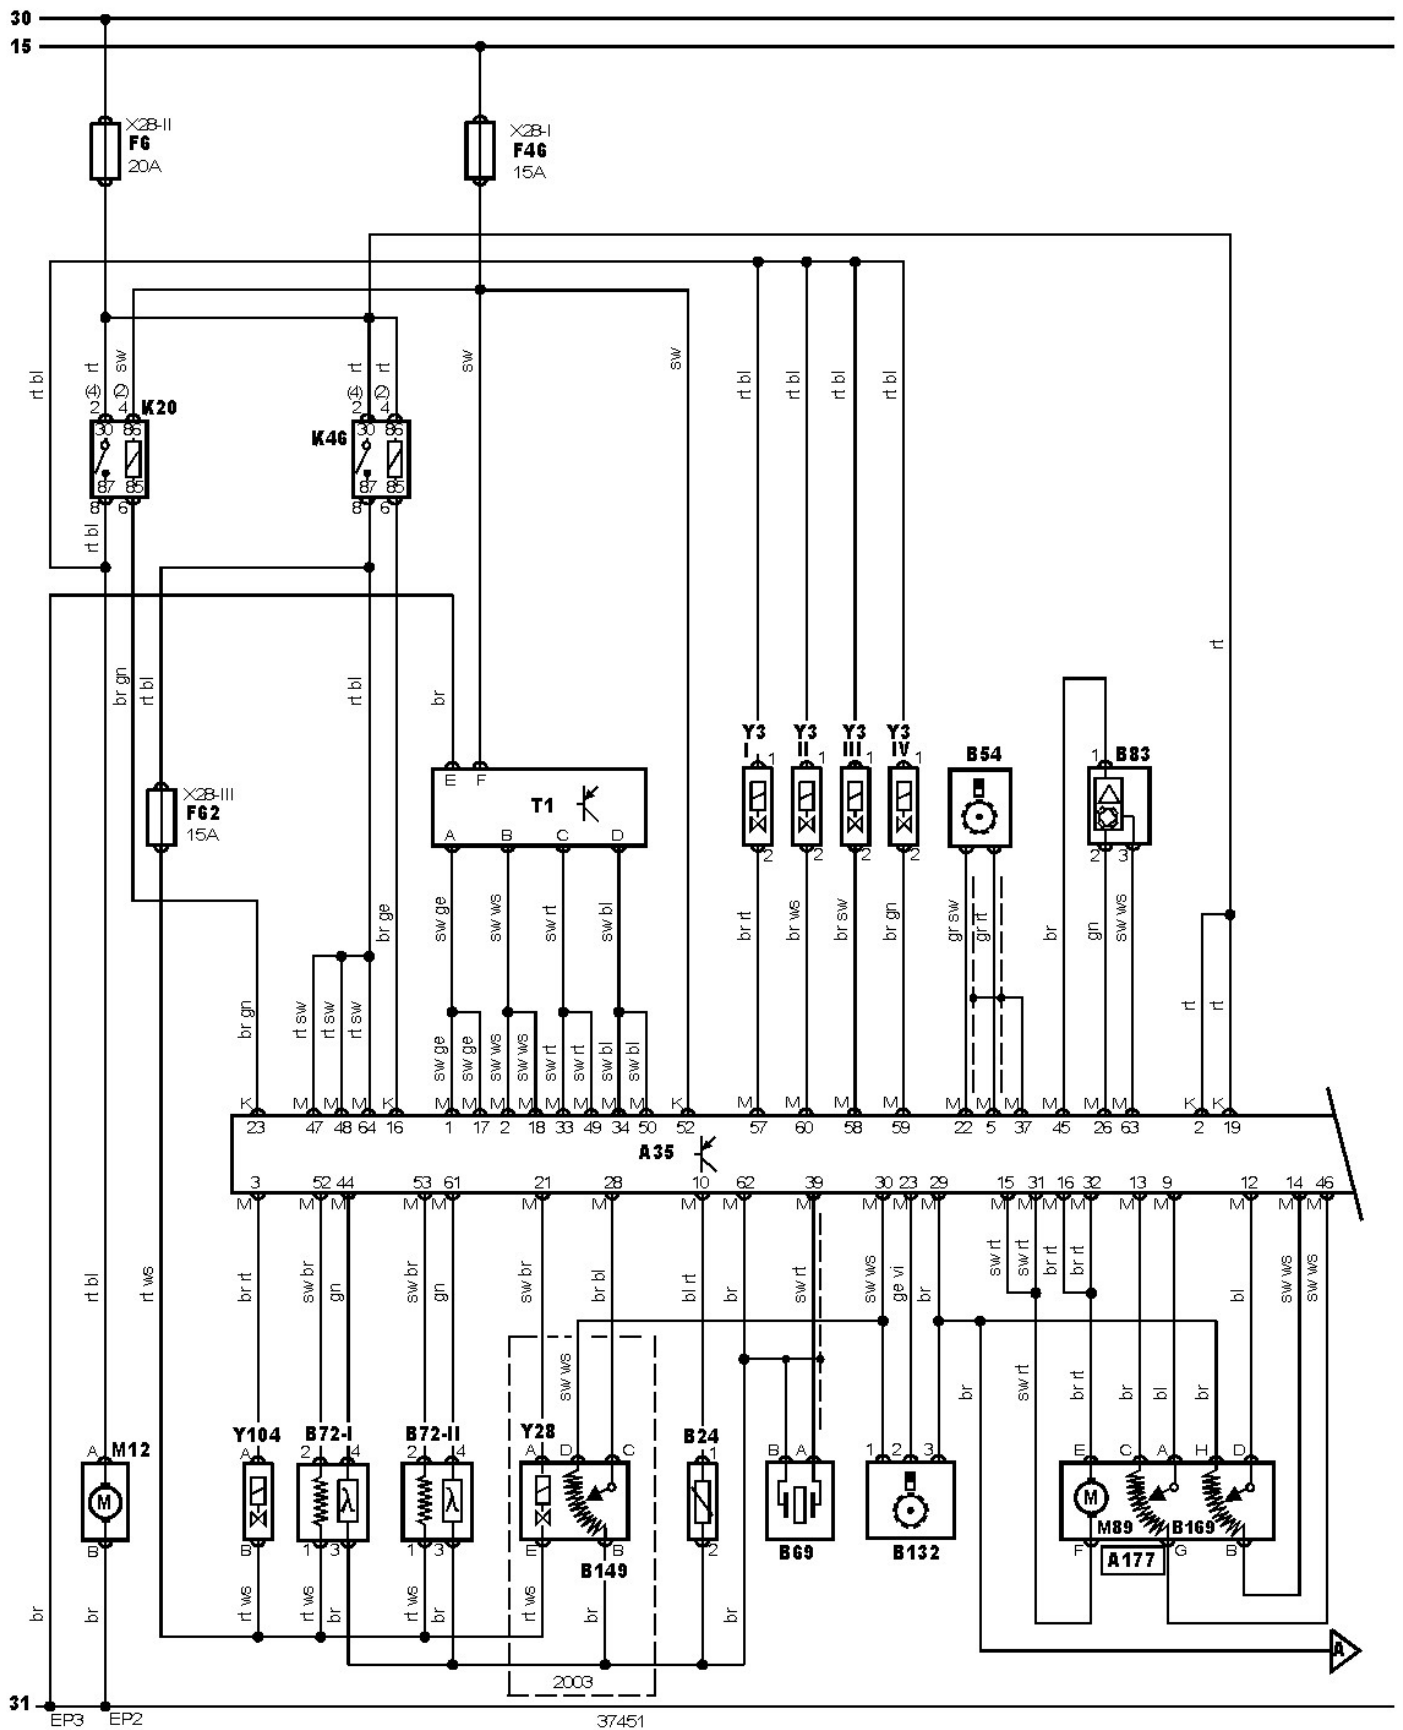 30
15
X28-II
F6
20A
X28-I
F46
15A
rt bl
rt
sw
rt
rt
sw
sw
rt bl
rt bl
rt bl
rt bl
(4) (2)
2 4
K20
(4) (2)
2 4
K46
30 86
87 85
30 86
87 85
8 6
8 6
rt bl
br gn
rt bl
rt bl
br
rt
X28-III
F62
15A
E F
T1
A B C D
Y3
I
1
2
Y3
II
1
2
Y3
III
1
2
Y3
IV
1
2
B54
1
B83
2 3
br ge
sw ge
sw ws
sw rt
sw bl
br rt
br ws
br sw
br gn
gr sw
gr rt
br
gn
sw ws
br gn
rt sw
rt sw
rt sw
sw ge
sw ge
sw ws
sw ws
sw rt
sw rt
sw bl
sw bl
rt
rt
K M M M K M M M M M M M M K M M M M M M M M M M K K
23 47 48 64 16 1 17 2 18 33 49 34 50 52 57 60 58 59 22 5 37 45 26 63 2 19
A35
3 52 44 53 61 21 28 10 62 39 30 23 29 15 31 16 32 13 9 12 14 46
M M M M M M M M M M M M M M M M M M M M M M
rt bl
rt ws
br rt
sw br
gn
sw br
gn
sw br
br bl
bl rt
br
sw rt
sw ws
ge vi
br
sw rt
sw rt
br rt
br rt
bl
sw ws
sw ws
sw ws
br
sw rt
br rt
br
bl
br
A
M12
M
B
Y104
A
B
B72-I
2 4
λ
1 3
B72-II
2 4
λ
1 3
Y28
A D C
E B
B149
B24
1
2
B A
B69
1 2 3
B132
E C A H D
M
M89
B169
F G B
A177
br
br
rt ws
rt ws
br
rt ws
br
rt ws
br
br
A
2003
31
EP3
EP2
37451